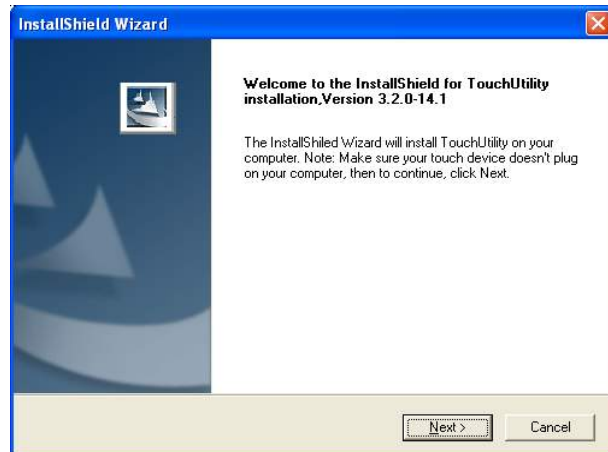 InstallShield Wizard
Welcome to the InstallShield for TouchUtility
installation,Version 3.2.0-14.1
The InstallShiled Wizard will install TouchUtility on your
computer. Note: Make sure your touch device doesn't plug
on your computer, then to continue, click Next.
Next >
Cancel